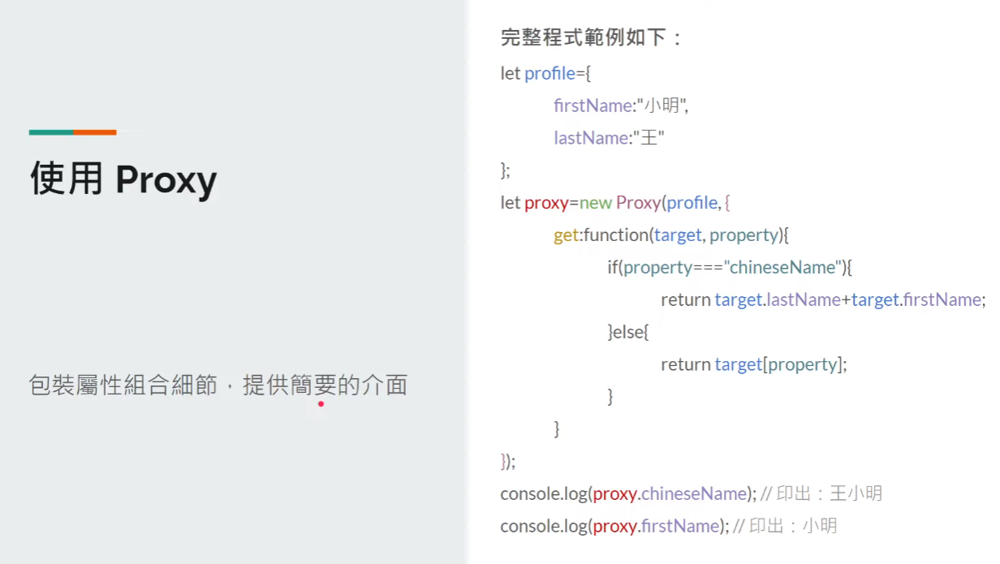 使用 Proxy
包裝屬性組合細節，提供簡要的介面
完整程式範例如下：
let profile={
firstName:"小明",
lastName:"王"
};
let proxy=new Proxy(profile, {
get:function(target, property){
if(property==="chineseName"){
return target.lastName+target.firstName;
}else{
return target[property];
}
}
});
console.log(proxy.chineseName); // 印出：王小明
console.log(proxy.firstName); // 印出：小明